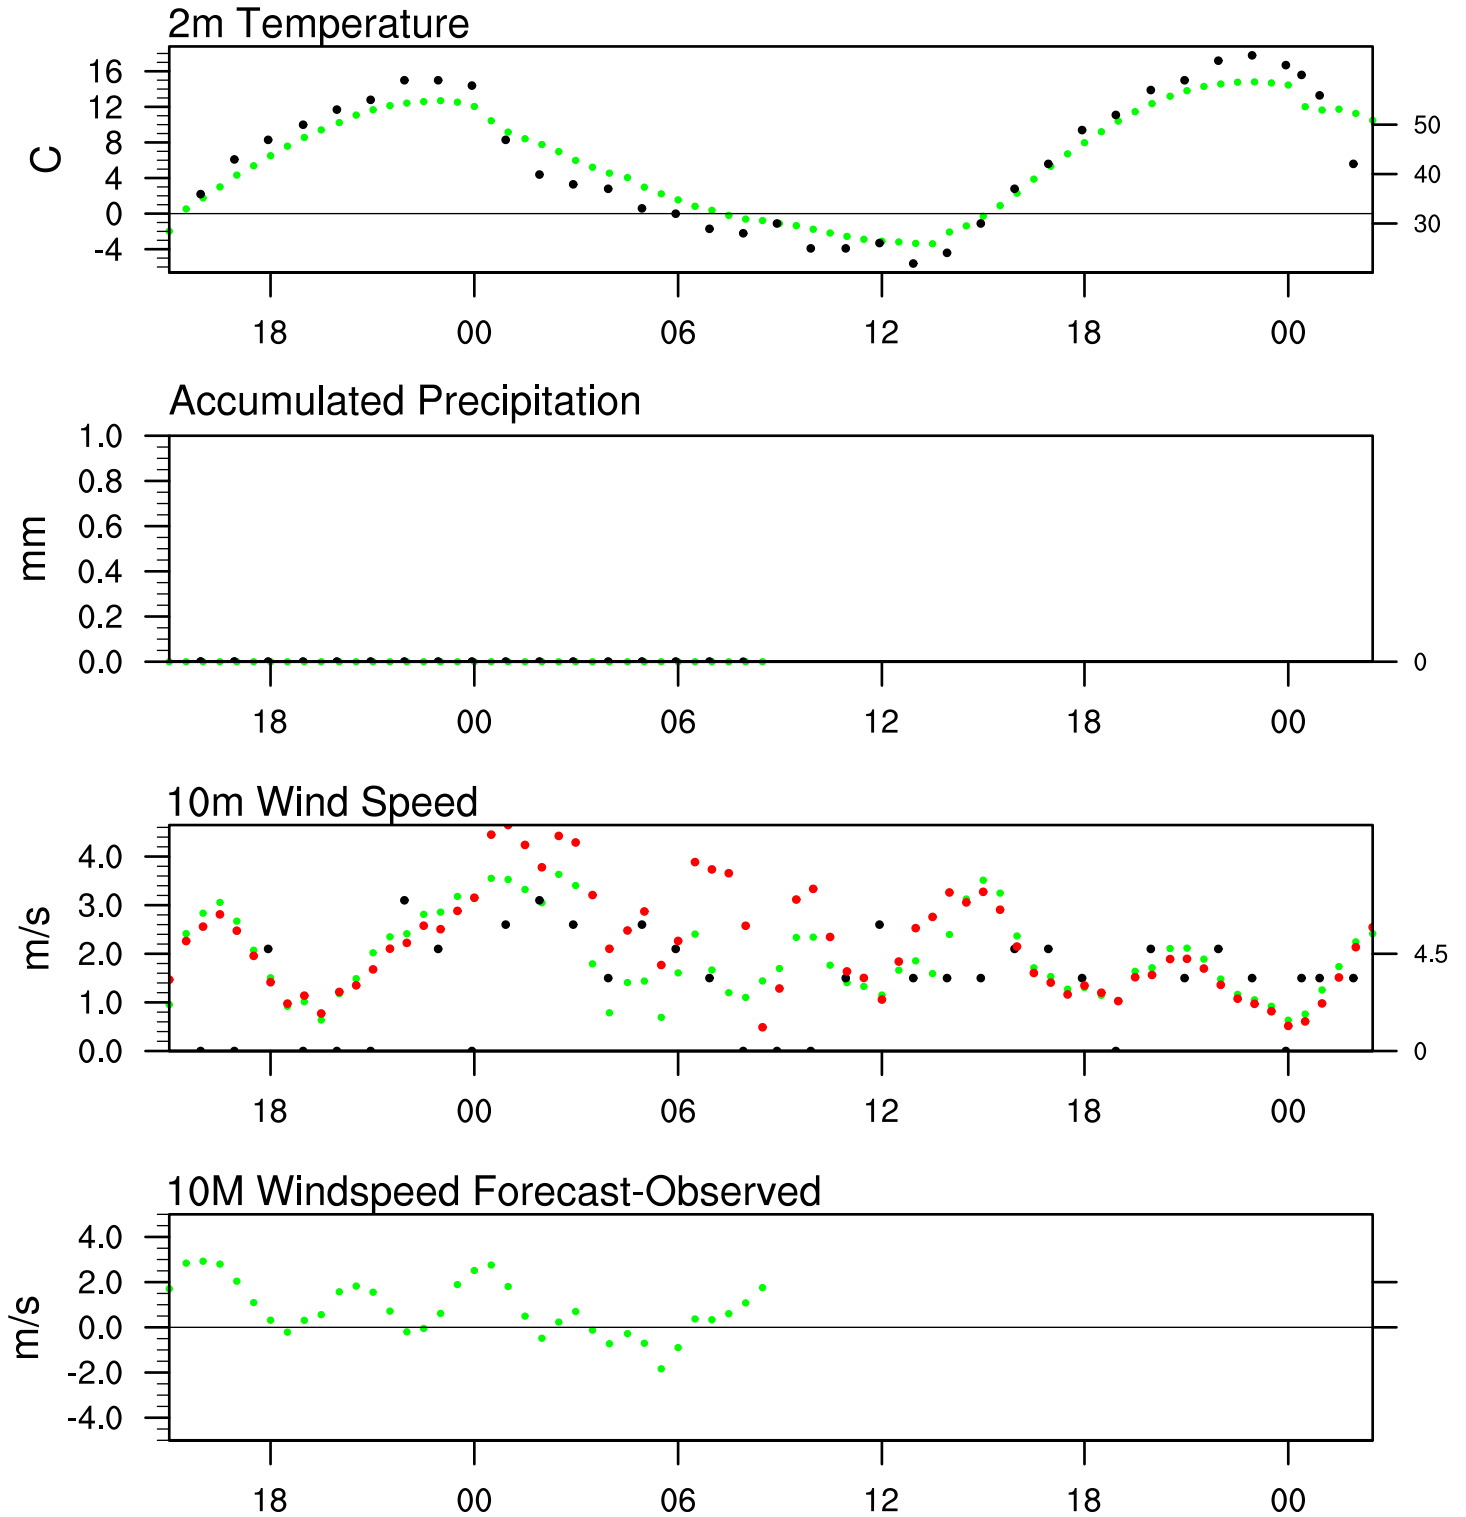 2m Temperature
16
12
8
4
0
-4
C
50
40
30
18 00 06 12 18 00
Accumulated Precipitation
1.0
0.8
0.6
0.4
0.2
0.0
mm
0
18 00 06 12 18 00
10m Wind Speed
4.0
3.0
2.0
1.0
0.0
m/s
4.5
0
18 00 06 12 18 00
10M Windspeed Forecast-Observed
4.0
2.0
0.0
-2.0
-4.0
m/s
18 00 06 12 18 00